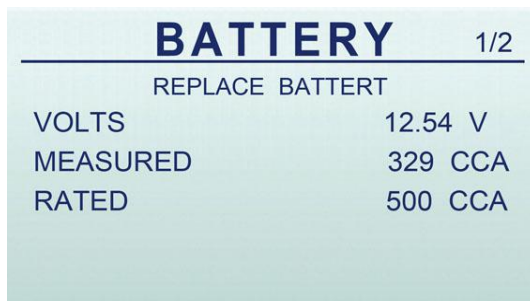 BATTERY 1/2
REPLACE BATTERT
VOLTS 12.54 V
MEASURED 329 CCA
RATED 500 CCA